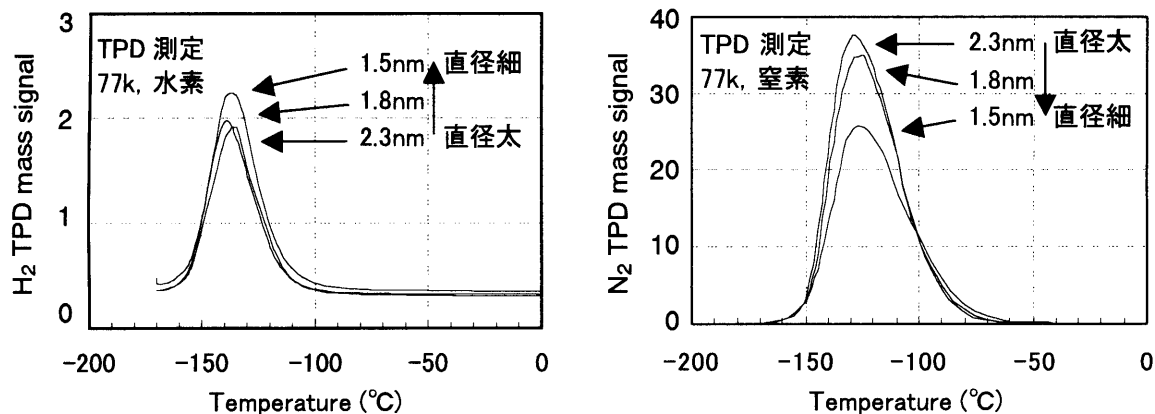 3
2
1
0
H₂ TPD mass signal
TPD 測定
77k, 水素
1.5nm 直径細
1.8nm
2.3nm 直径太
-200 -150 -100 -50 0
Temperature (℃)
40
30
20
10
0
N₂ TPD mass signal
TPD 測定
77k, 窒素
2.3nm 直径太
1.8nm
1.5nm 直径細
-200 -150 -100 -50 0
Temperature (℃)